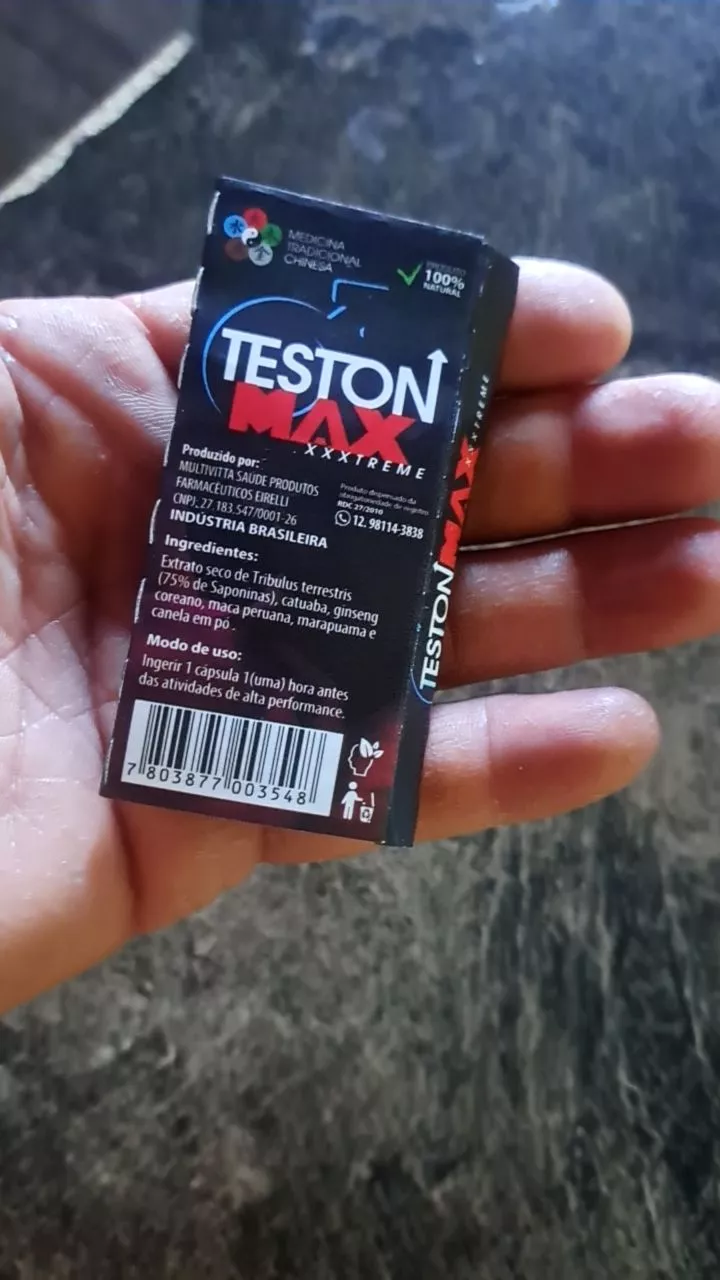 MEDICINA
TRADICIONAL
CHINESA
PRODUTO
100%
NATURAL
TESTON
MAX
XXXTREME
Produzido por:
MULTIVITTA SAÚDE PRODUTOS
FARMACÊUTICOS EIRELLI
CNPJ. 27.183.547/0001-26
INDÚSTRIA BRASILEIRA
Produto dispensado da
obrigatoriedade de registro
RDC 27/2010
12. 98114-3838
Ingredientes:
Extrato seco de Tribulus terrestris
(75% de Saponinas), catuaba, ginseng
coreano, maca peruana, marapuama e
canela em pó.
Modo de uso:
Ingerir 1 cápsula 1(uma) hora antes
das atividades de alta performance.
7 803877 003548
TESTON
MAX
XXXTREME